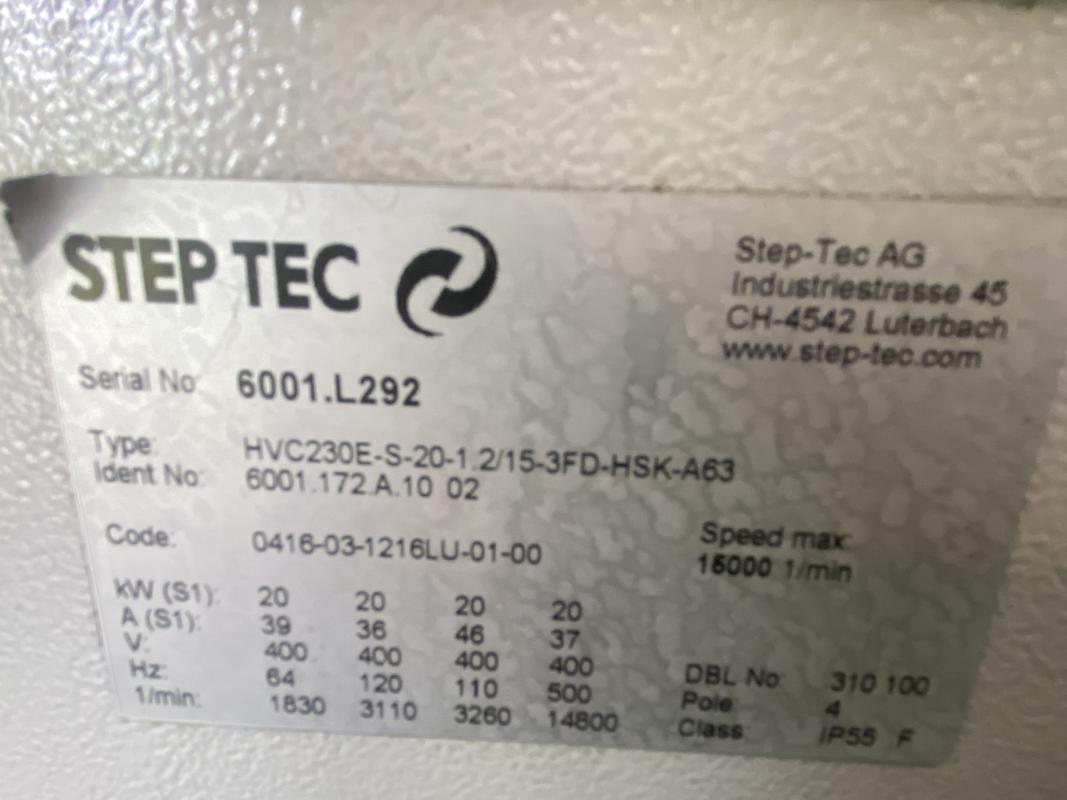 STEP TEC
Step-Tec AG
Industriestrasse 45
CH-4542 Luterbach
www.step-tec.com
Serial No: 6001.L292
Type: HVC230E-S-20-1.2/15-3FD-HSK-A63
Ident No: 6001.172.A.10 02
Code: 0416-03-1216LU-01-00
Speed max:
15000 1/min
kW (S1): 20 20 20 20
A (S1): 39 36 46 37
V: 400 400 400 400
Hz: 64 120 110 500
1/min: 1830 3110 3260 14800
DBL No: 310 100
Pole: 4
Class: IP55 F